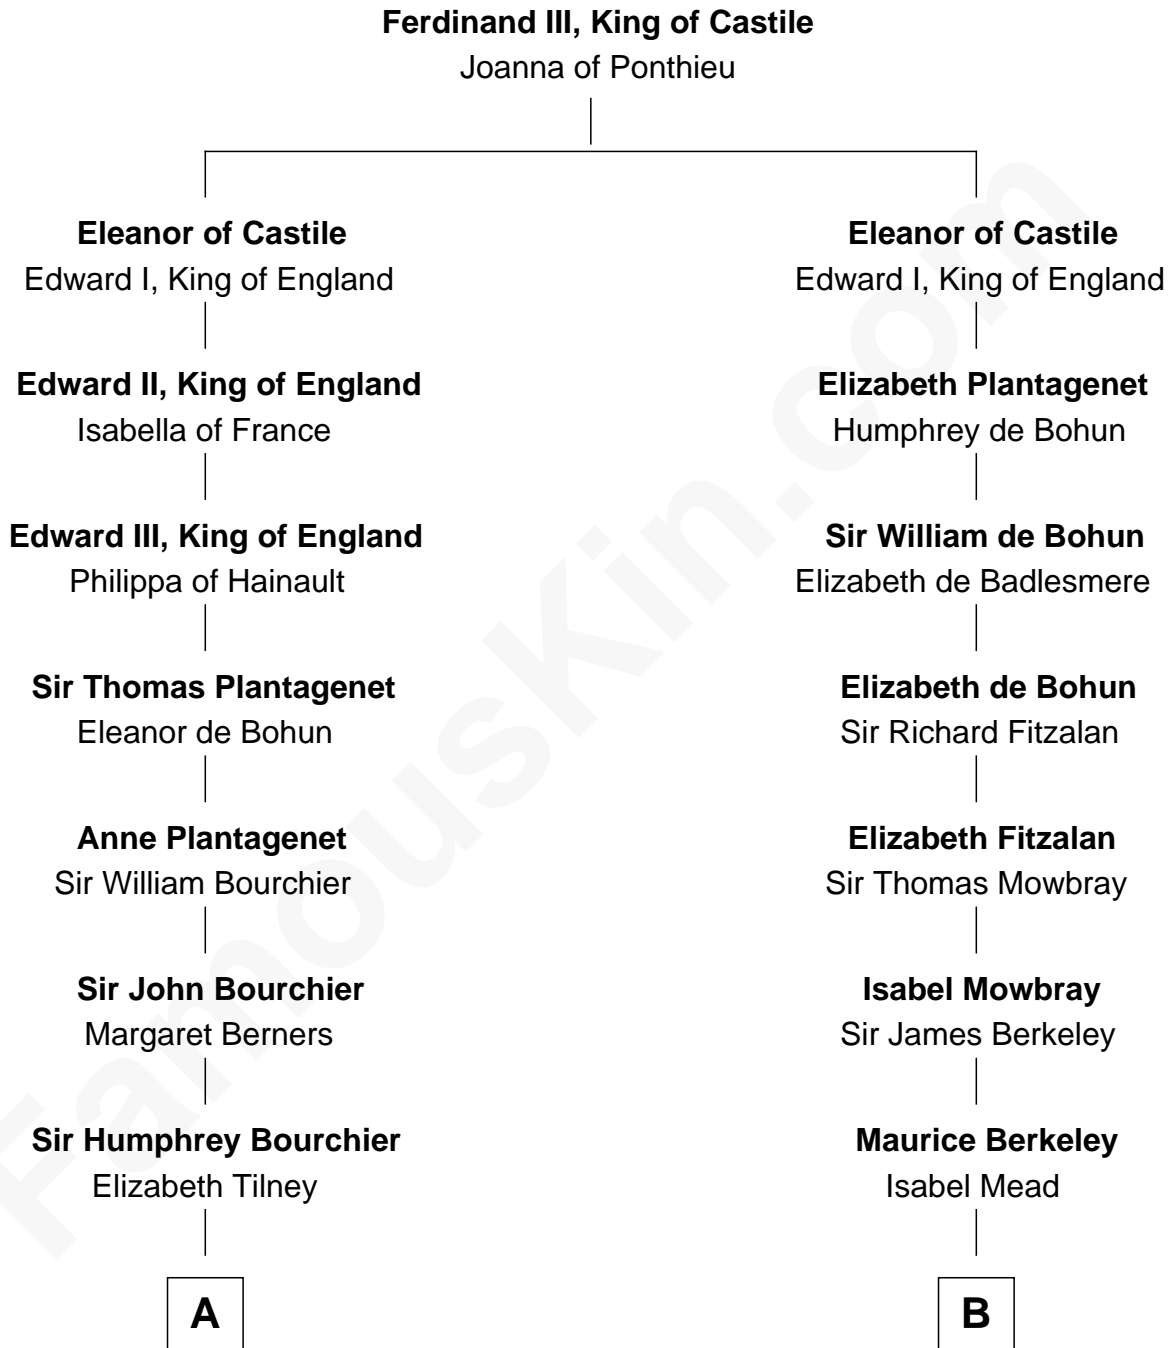 Ferdinand III, King of Castile
Joanna of Ponthieu
Eleanor of Castile
Edward I, King of England
Edward II, King of England
Isabella of France
Edward III, King of England
Philippa of Hainault
Sir Thomas Plantagenet
Eleanor de Bohun
Anne Plantagenet
Sir William Bourchier
Sir John Bourchier
Margaret Berners
Sir Humphrey Bourchier
Elizabeth Tilney
A
Eleanor of Castile
Edward I, King of England
Elizabeth Plantagenet
Humphrey de Bohun
Sir William de Bohun
Elizabeth de Badlesmere
Elizabeth de Bohun
Sir Richard Fitzalan
Elizabeth Fitzalan
Sir Thomas Mowbray
Isabel Mowbray
Sir James Berkeley
Maurice Berkeley
Isabel Mead
B
FamousKin.com